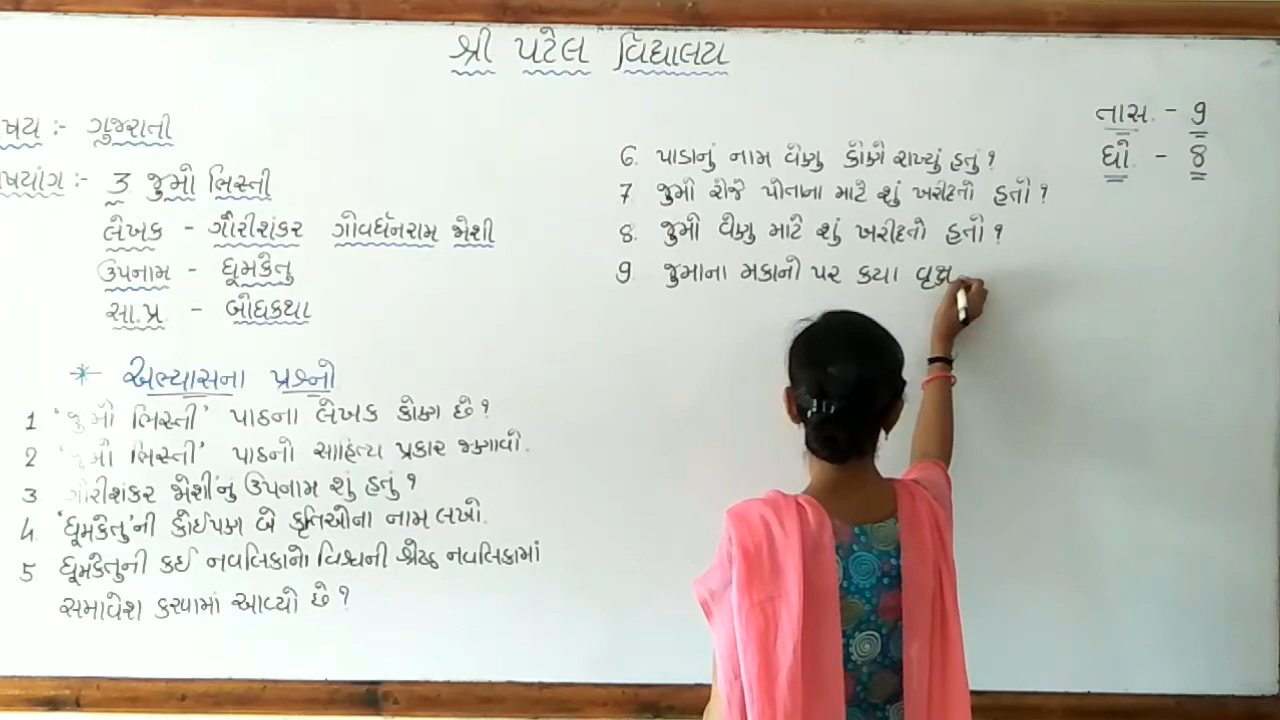 શ્રી પટેલ વિદ્યાલય
ષય :- ગુજરાતી
ષયાંગ :- 3 જુમો ભિસ્તી
લેખક - ગૌરીશંકર ગોવર્ધનરામ જોશી
ઉપનામ - ધૂમકેતુ
સા.પ્ર. - બોધકથા
* અભ્યાસના પ્રશ્નો
1 'જુમો ભિસ્તી' પાઠના લેખક કોણ છે ?
2 'જુમો ભિસ્તી' પાઠનો સાહિત્ય પ્રકાર જણાવો.
3 ગૌરીશંકર જોશીનું ઉપનામ શું હતું ?
4 'ધૂમકેતુ'ની કોઈપણ બે કૃતિઓના નામ લખો.
5 ધૂમકેતુની કઈ નવલિકાનો વિશ્વની શ્રેષ્ઠ નવલિકામાં
સમાવેશ કરવામાં આવ્યો છે ?
તાસ - 9
ધો - 8
6. પાડાનું નામ વેણુ કોણે રાખ્યું હતું ?
7 જુમો રોજ પોતાના માટે શું ખરીદતો હતો ?
8. જુમો વેણુ માટે શું ખરીદતો હતો ?
9 જુમાના મકાનો પર કયા વૃક્ષ